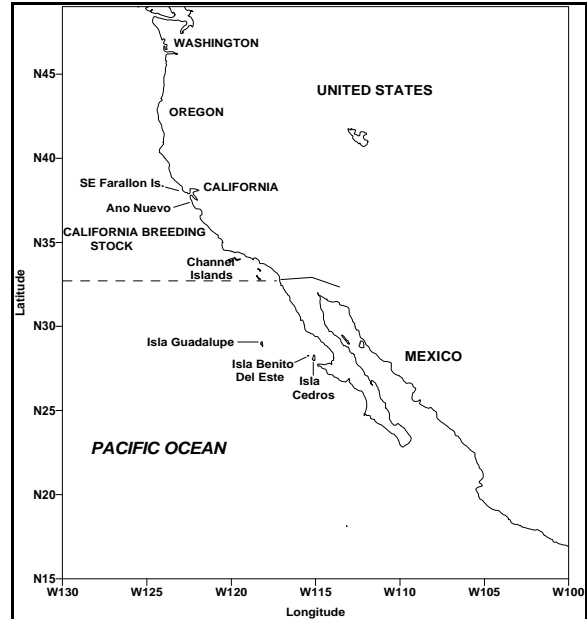 WASHINGTON
N45
UNITED STATES
OREGON
N40
SE Farallon Is.
CALIFORNIA
Ano Nuevo
CALIFORNIA BREEDING
STOCK
N35
Channel
Islands
Latitude
N30
Isla Guadalupe
MEXICO
Isla Benito
Del Este
Isla
Cedros
N25
PACIFIC OCEAN
N20
N15
W130 W125 W120 W115 W110 W105 W100
Longitude